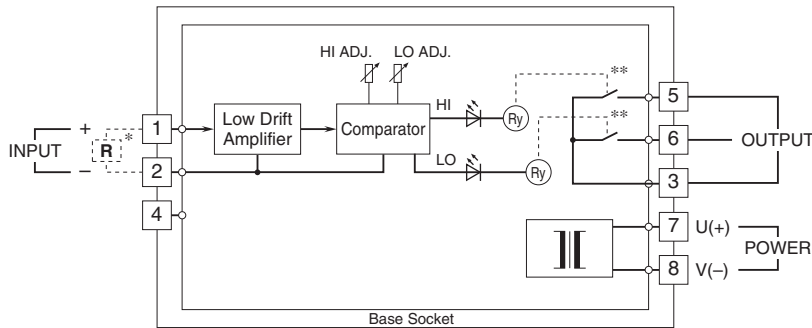 HI ADJ. LO ADJ.
**
HI
**
5
1
+
*
Low Drift
Amplifier
Comparator
Ry
INPUT
R
6
OUTPUT
LO
2
–
Ry
3
4
7
U(+)
POWER
8
V(–)
Base Socket